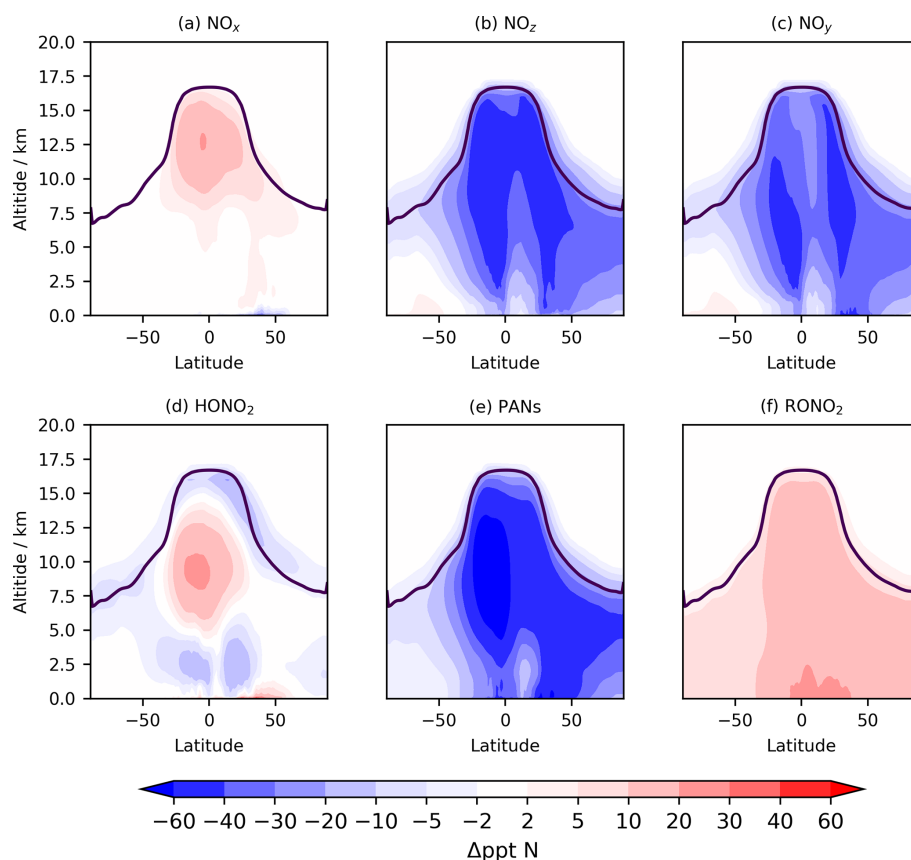 (a) NOx (b) NOz (c) NOy
20.0
17.5
15.0
12.5
10.0
7.5
5.0
2.5
0.0
Altitide / km
−50 0 50 −50 0 50 −50 0 50
Latitude Latitude Latitude
(d) HONO2 (e) PANs (f) RONO2
20.0
17.5
15.0
12.5
10.0
7.5
5.0
2.5
0.0
Altitide / km
−50 0 50 −50 0 50 −50 0 50
Latitude Latitude Latitude
−60 −40 −30 −20 −10 −5 −2 2 5 10 20 30 40 60
Δppt N